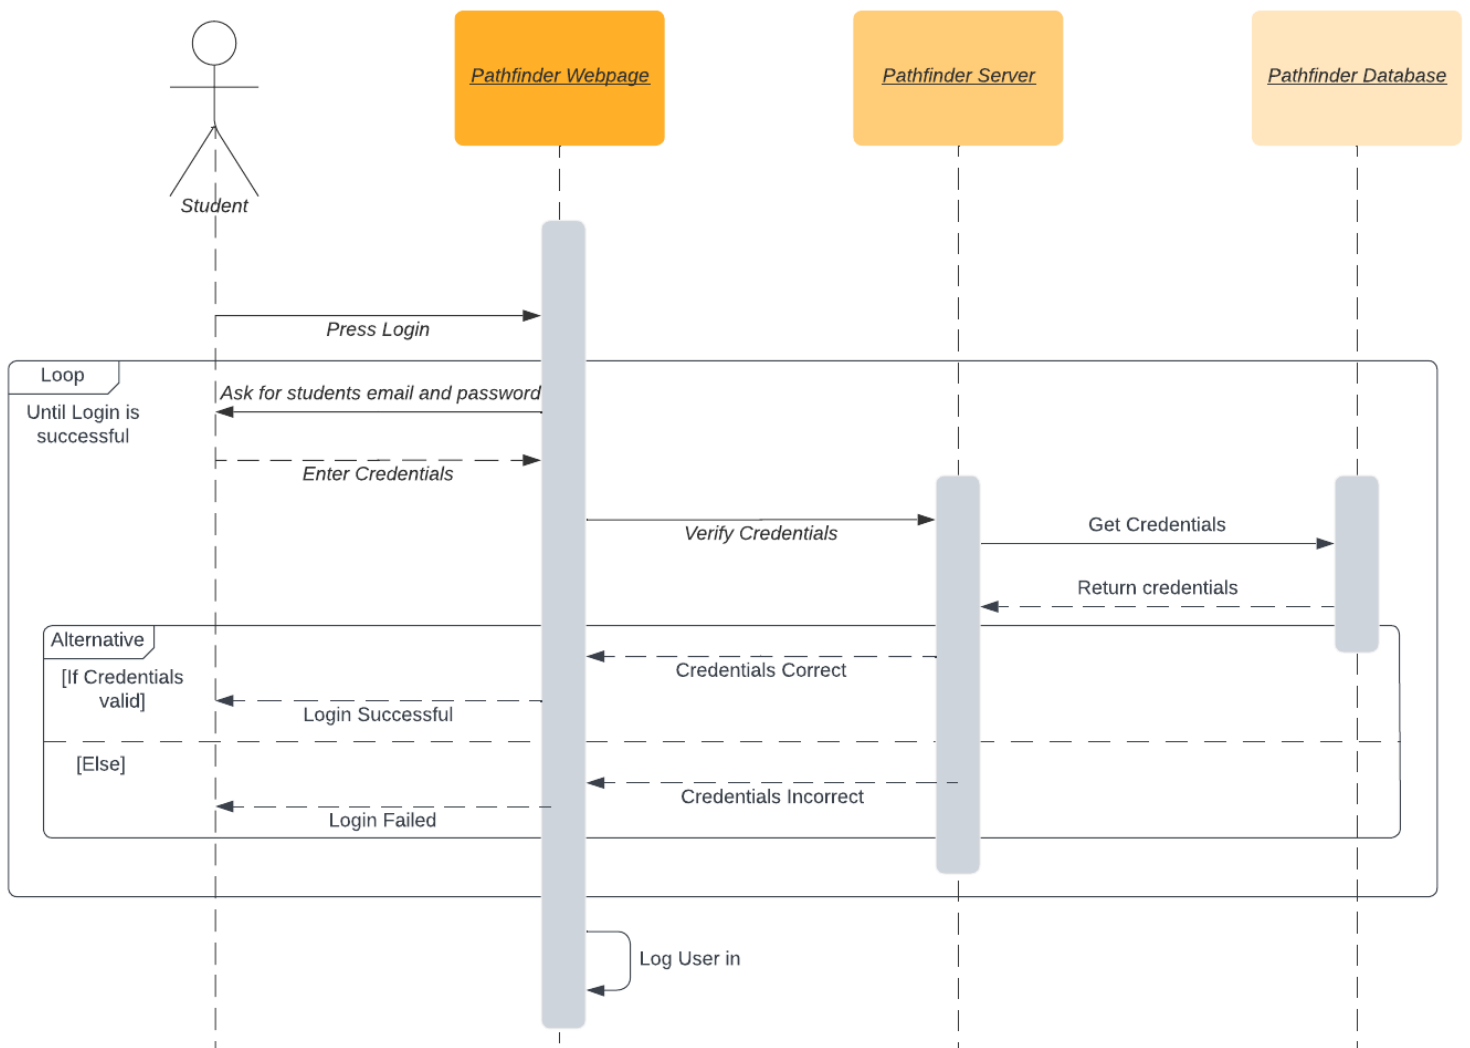 Pathfinder Webpage
Pathfinder Server
Pathfinder Database
Student
Press Login
Loop
Until Login is
successful
Ask for students email and password
Enter Credentials
Verify Credentials
Get Credentials
Return credentials
Alternative
[If Credentials
valid]
Credentials Correct
Login Successful
[Else]
Credentials Incorrect
Login Failed
Log User in